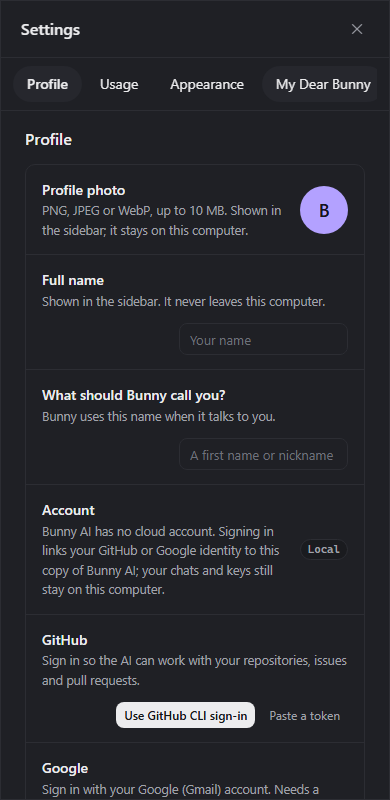 Settings
Profile
Usage
Appearance
My Dear Bunny
Profile
Profile photo
PNG, JPEG or WebP, up to 10 MB. Shown in
the sidebar; it stays on this computer.
B
Full name
Shown in the sidebar. It never leaves this computer.
Your name
What should Bunny call you?
Bunny uses this name when it talks to you.
A first name or nickname
Account
Bunny AI has no cloud account. Signing in
links your GitHub or Google identity to this
copy of Bunny AI; your chats and keys still
stay on this computer.
Local
GitHub
Sign in so the AI can work with your repositories, issues
and pull requests.
Use GitHub CLI sign-in
Paste a token
Google
Sign in with your Google (Gmail) account. Needs a